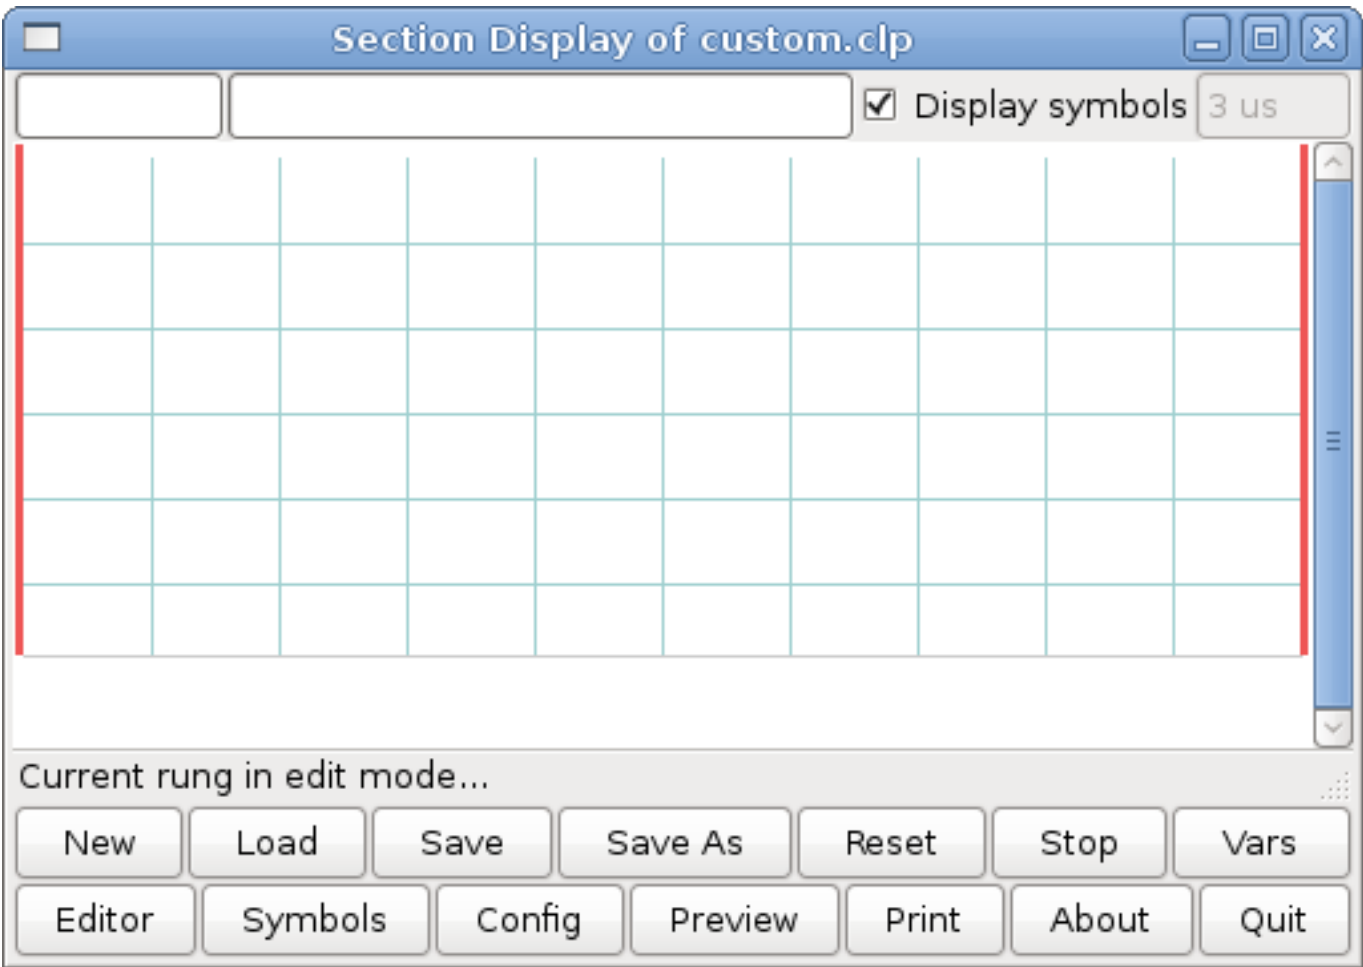 Section Display of custom.clp
Display symbols 3 us
Current rung in edit mode...
New Load Save Save As Reset Stop Vars
Editor Symbols Config Preview Print About Quit